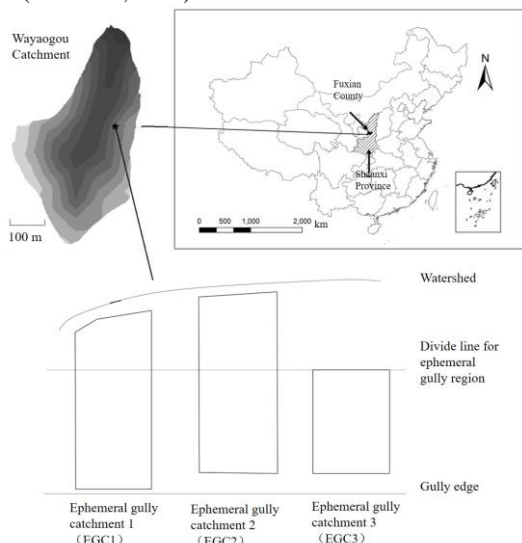 Wayaogou
Catchment
100 m
Fuxian
County
N
Shaanxi
Province
0 500 1,000 2,000
km
Watershed
Divide line for
ephemeral
gully region
Gully edge
Ephemeral gully
catchment 1
（EGC1）
Ephemeral gully
catchment 2
（EGC2）
Ephemeral gully
catchment 3
（EGC3）